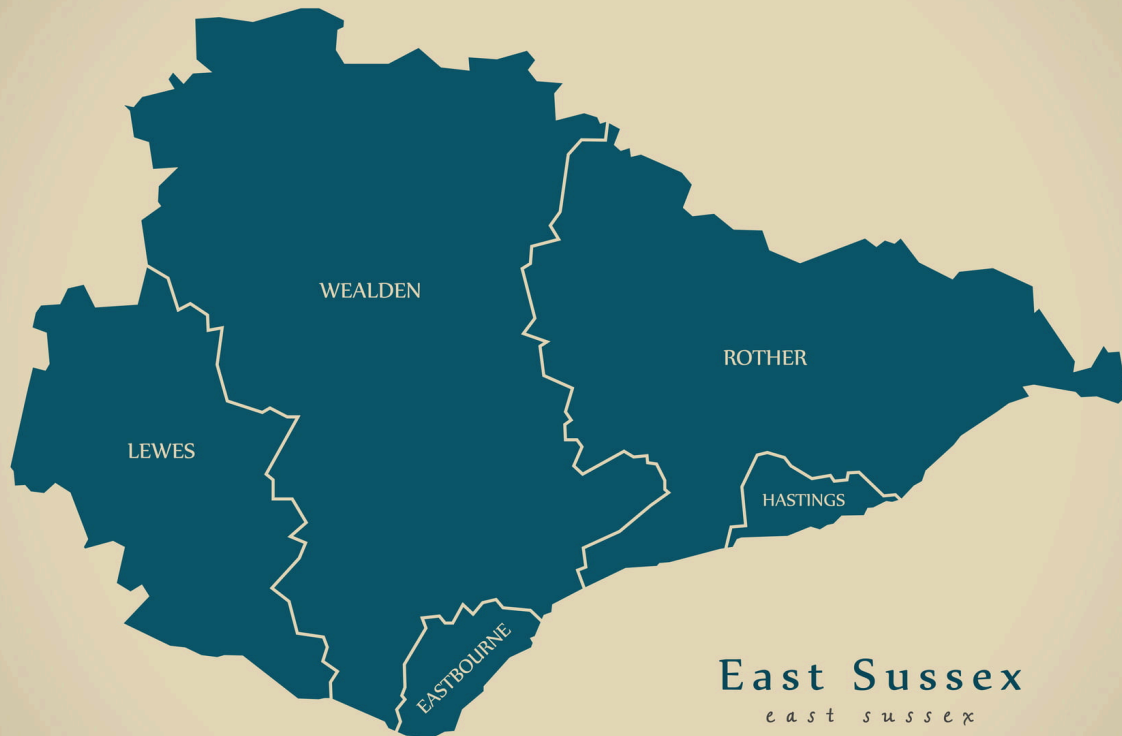 WEALDEN
ROTHER
LEWES
HASTINGS
EASTBOURNE
East Sussex
east sussex